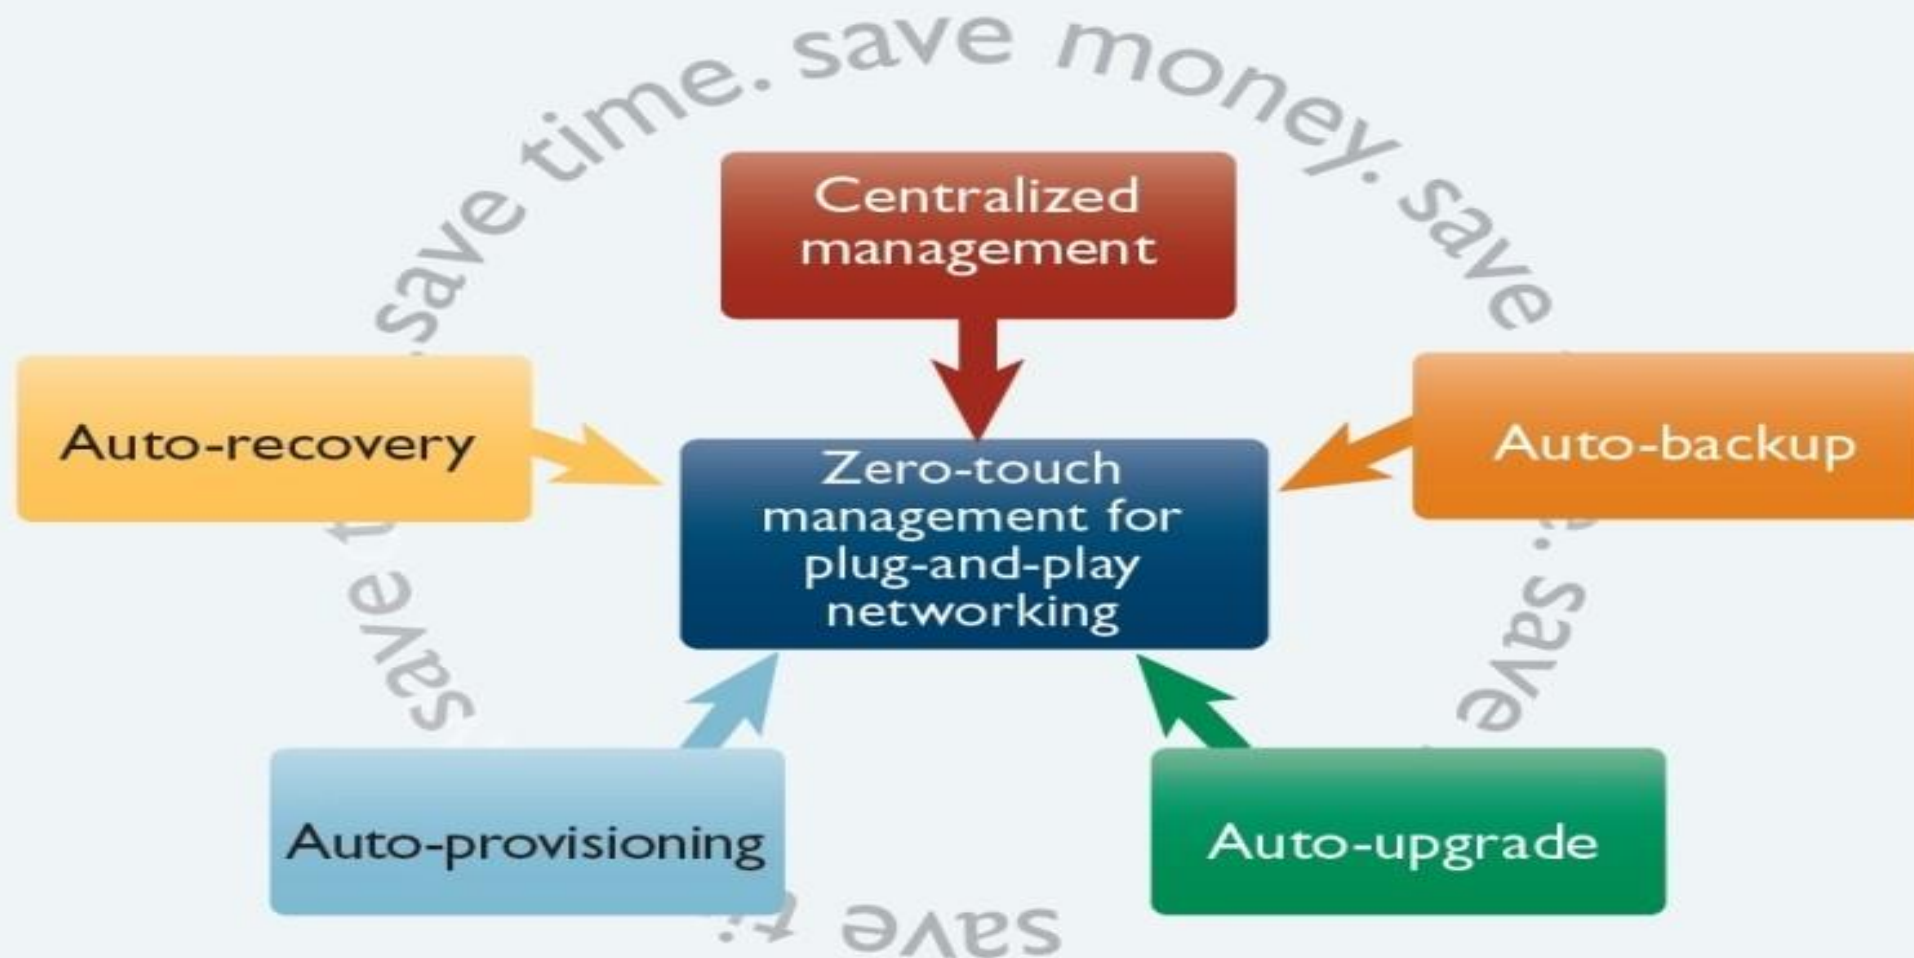 save time. save money. save
Centralized
management
Auto-recovery
Auto-backup
Zero-touch
management for
plug-and-play
networking
save
save
Auto-provisioning
Auto-upgrade
save